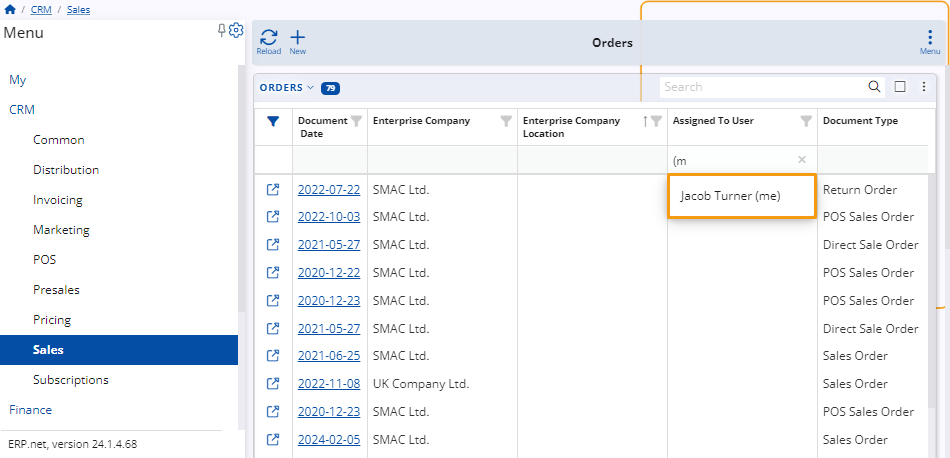 / CRM / Sales
Menu
My
CRM
Common
Distribution
Invoicing
Marketing
POS
Presales
Pricing
Sales
Subscriptions
Finance
ERP.net, version 24.1.4.68
Reload
New
Orders
Menu
ORDERS 79
Search
Document Date
Enterprise Company
Enterprise Company Location
Assigned To User
Document Type
(m
Jacob Turner (me)
2022-07-22 SMAC Ltd. Return Order
2022-10-03 SMAC Ltd. POS Sales Order
2021-05-27 SMAC Ltd. Direct Sale Order
2020-12-22 SMAC Ltd. POS Sales Order
2020-12-23 SMAC Ltd. POS Sales Order
2021-05-27 SMAC Ltd. Direct Sale Order
2021-06-25 SMAC Ltd. Sales Order
2022-11-08 UK Company Ltd. Sales Order
2020-12-23 SMAC Ltd. POS Sales Order
2024-02-05 SMAC Ltd. Sales Order